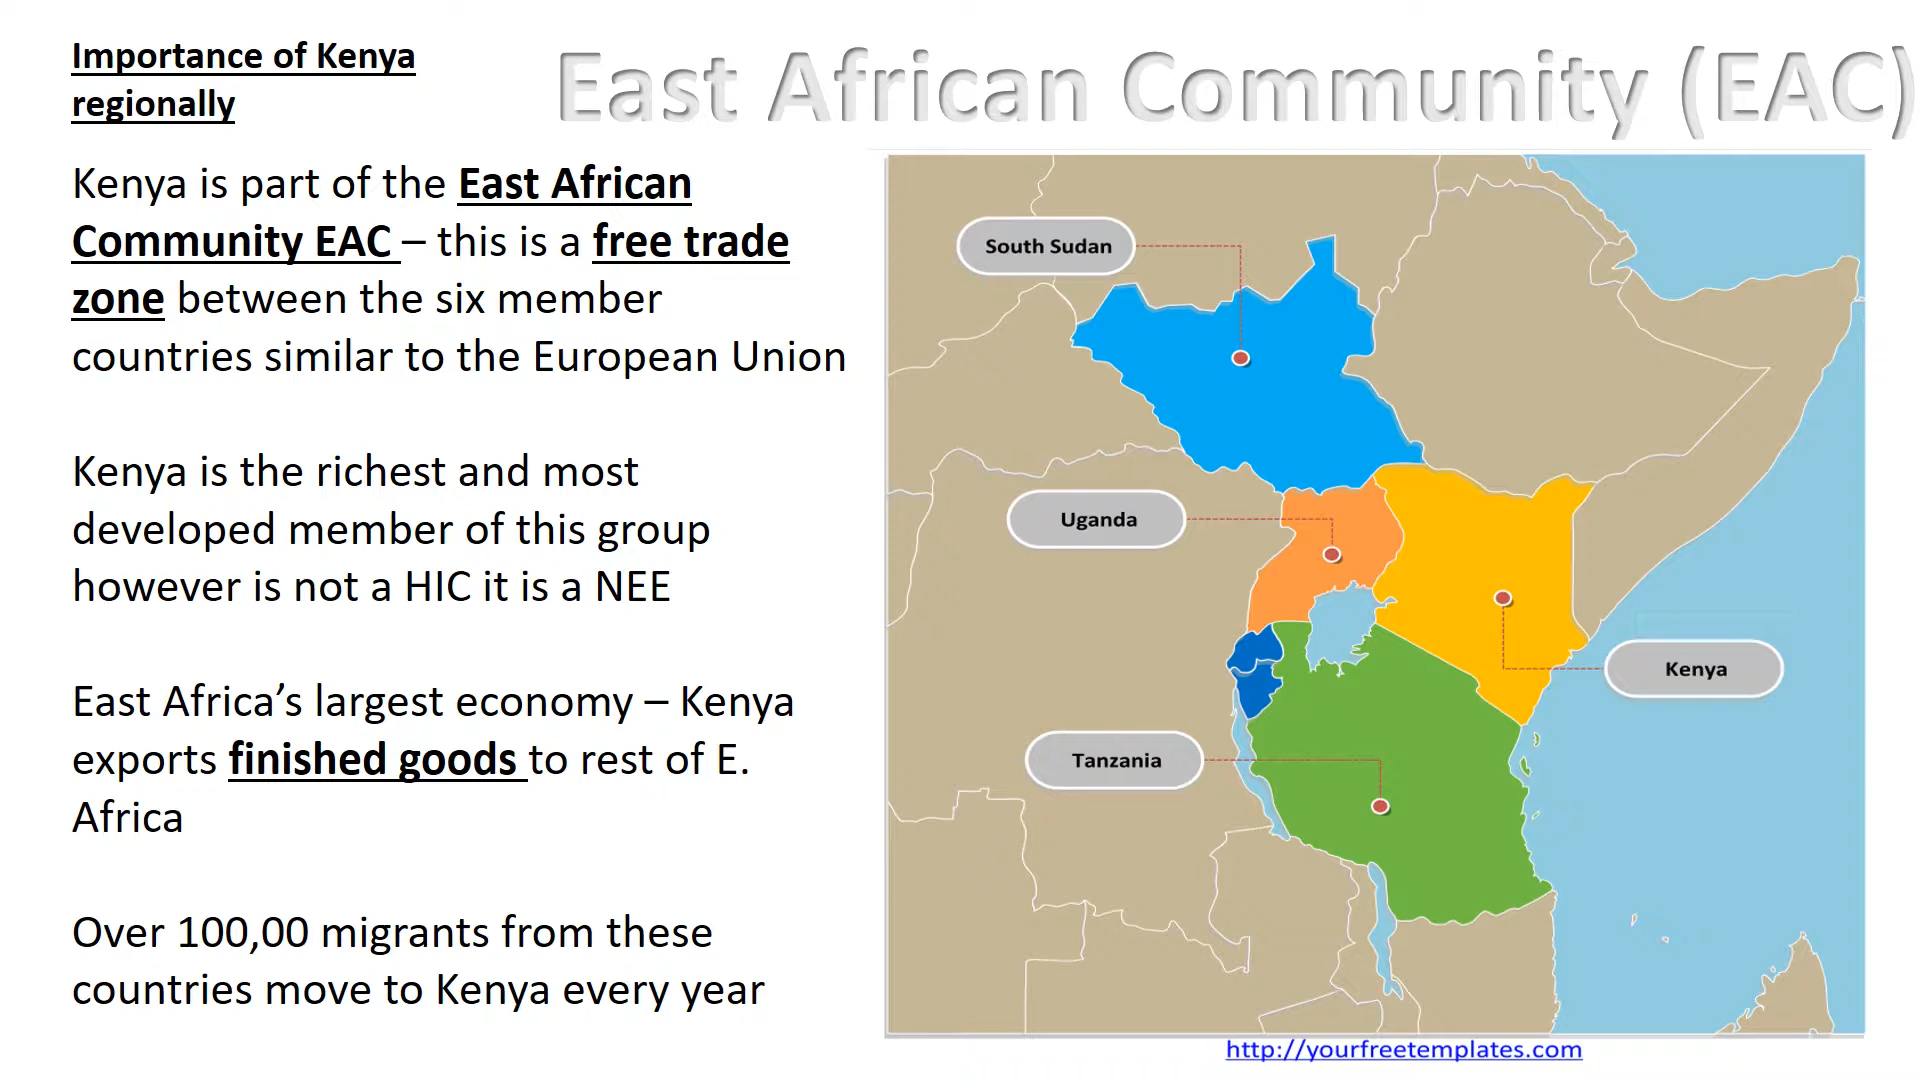 Importance of Kenya
regionally
East African Community (EAC)
Kenya is part of the East African
Community EAC – this is a free trade
zone between the six member
countries similar to the European Union
Kenya is the richest and most
developed member of this group
however is not a HIC it is a NEE
East Africa’s largest economy – Kenya
exports finished goods to rest of E.
Africa
Over 100,00 migrants from these
countries move to Kenya every year
South Sudan
Uganda
Kenya
Tanzania
http://yourfreetemplates.com